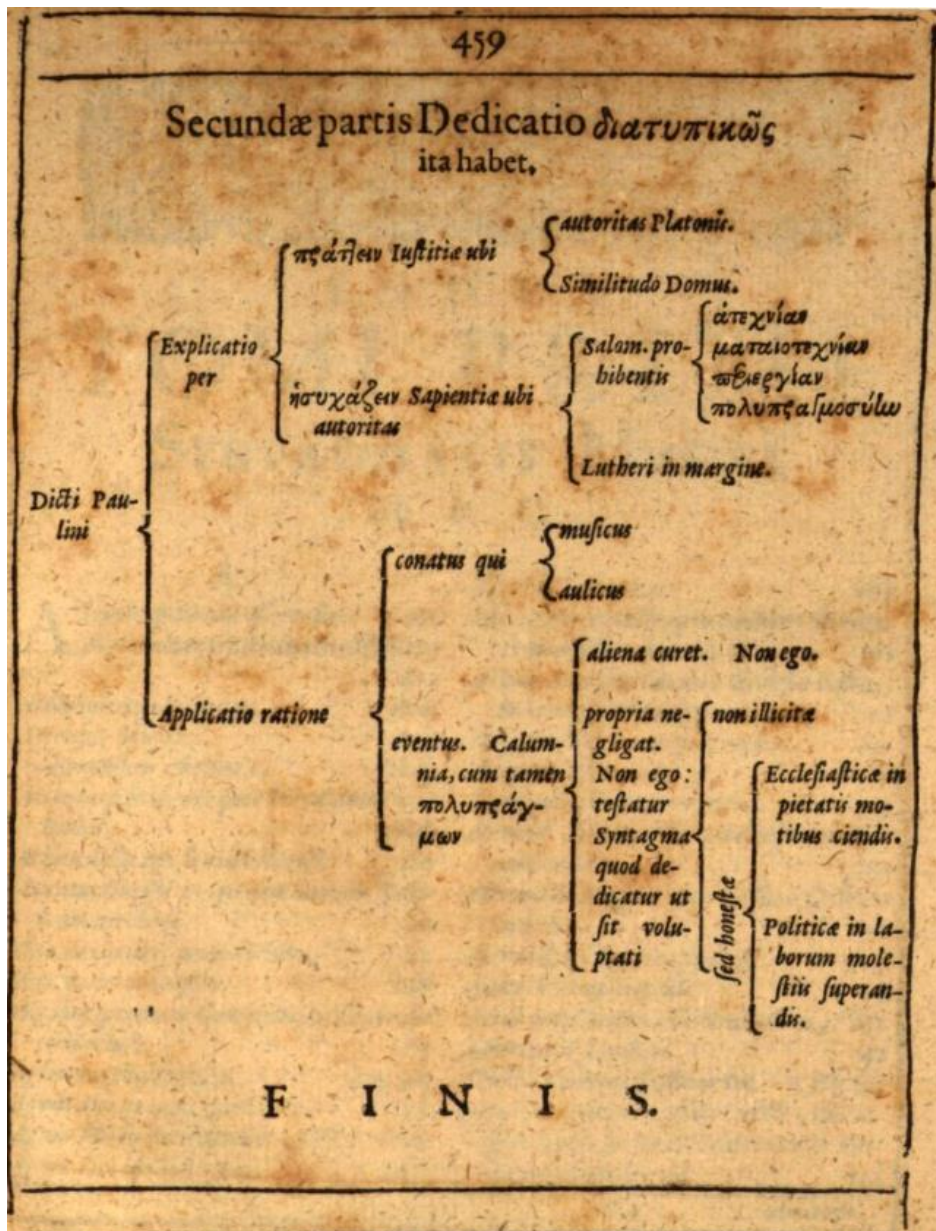 459
Secundæ partis Dedicatio διατυπικῶς
ita habet.
Dicti Pau-
lini
Explicatio
per
πράττειν Iustitiæ ubi
autoritas Platonis.
Similitudo Domus.
ἡσυχάζειν Sapientiæ ubi
autoritas
Salom. pro-
hibentis
ἀτεχνίαν
ματαιοτεχνίαν
περιεργίαν
πολυπραγμοσύνην
Lutheri in margine.
Applicatio ratione
conatus qui
musicus
aulicus
eventus. Calum-
nia, cum tamen
πολυπράγ-
μων
aliena curet. Non ego.
propria ne-
gligat.
Non ego:
testatur
Syntagma
quod de-
dicatur ut
sit volu-
ptati
non illicitæ
sed honestæ
Ecclesiasticæ in
pietatis mo-
tibus ciendis.
Politicæ in la-
borum mole-
stiis superan-
dis.
FINIS.